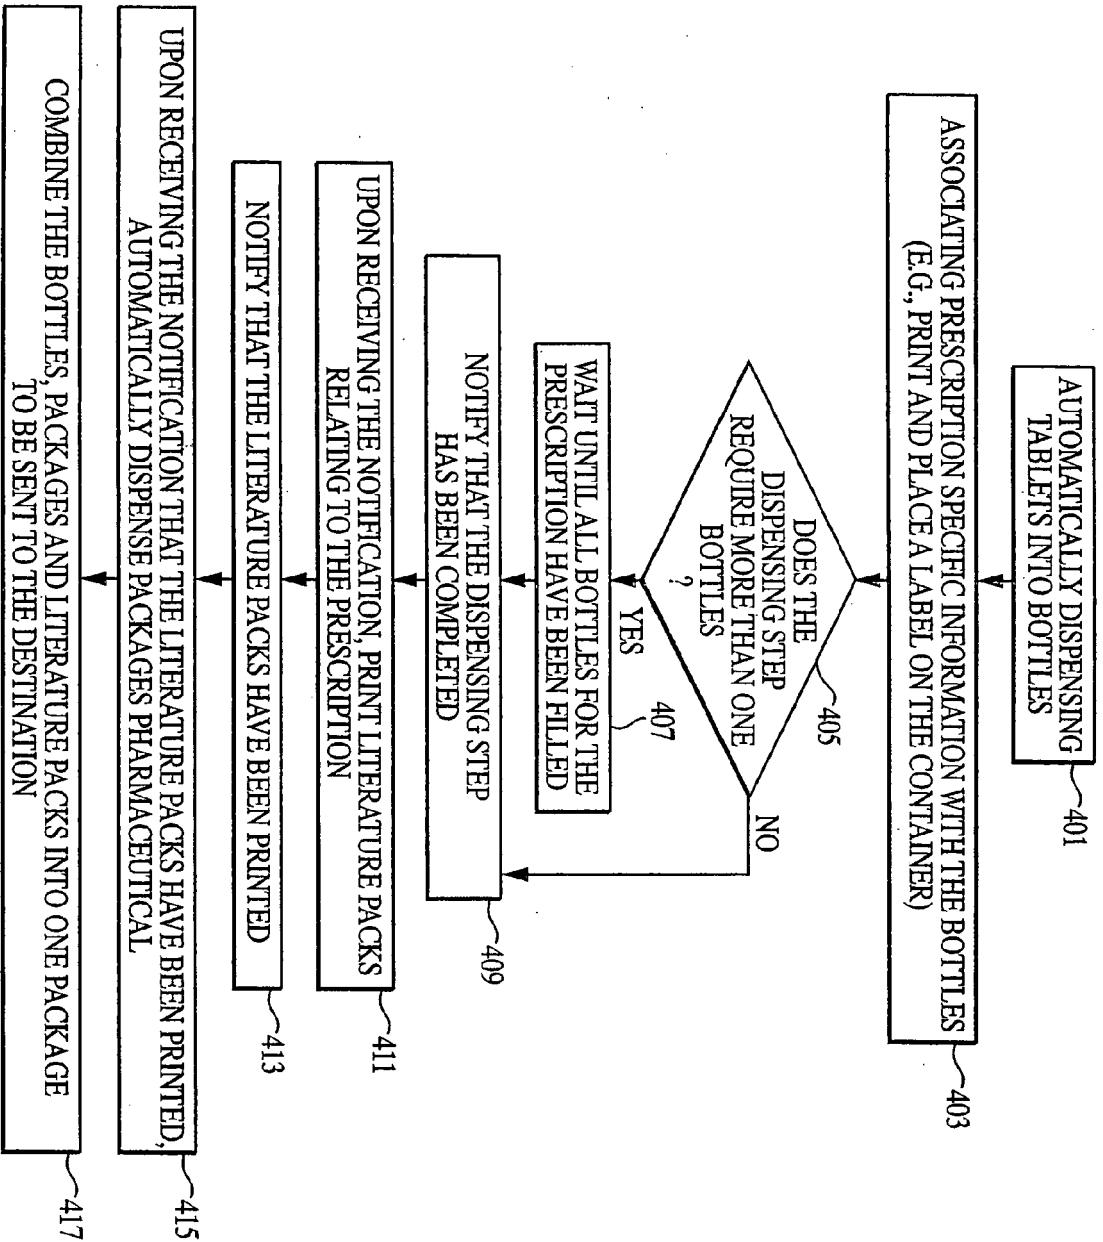 AUTOMATICALLY DISPENSING
TABLETS INTO BOTTLES
401
ASSOCIATING PRESCRIPTION SPECIFIC INFORMATION WITH THE BOTTLES
(E.G., PRINT AND PLACE A LABEL ON THE CONTAINER)
403
DOES THE
DISPENSING STEP
REQUIRE MORE THAN ONE
BOTTLES
?
405
NO
YES
WAIT UNTIL ALL BOTTLES FOR THE
PRESCRIPTION HAVE BEEN FILLED
407
NOTIFY THAT THE DISPENSING STEP
HAS BEEN COMPLETED
409
UPON RECEIVING THE NOTIFICATION, PRINT LITERATURE PACKS
RELATING TO THE PRESCRIPTION
411
NOTIFY THAT THE LITERATURE PACKS HAVE BEEN PRINTED
413
UPON RECEIVING THE NOTIFICATION THAT THE LITERATURE PACKS HAVE BEEN PRINTED,
AUTOMATICALLY DISPENSE PACKAGES PHARMACEUTICAL
415
COMBINE THE BOTTLES, PACKAGES AND LITERATURE PACKS INTO ONE PACKAGE
TO BE SENT TO THE DESTINATION
417